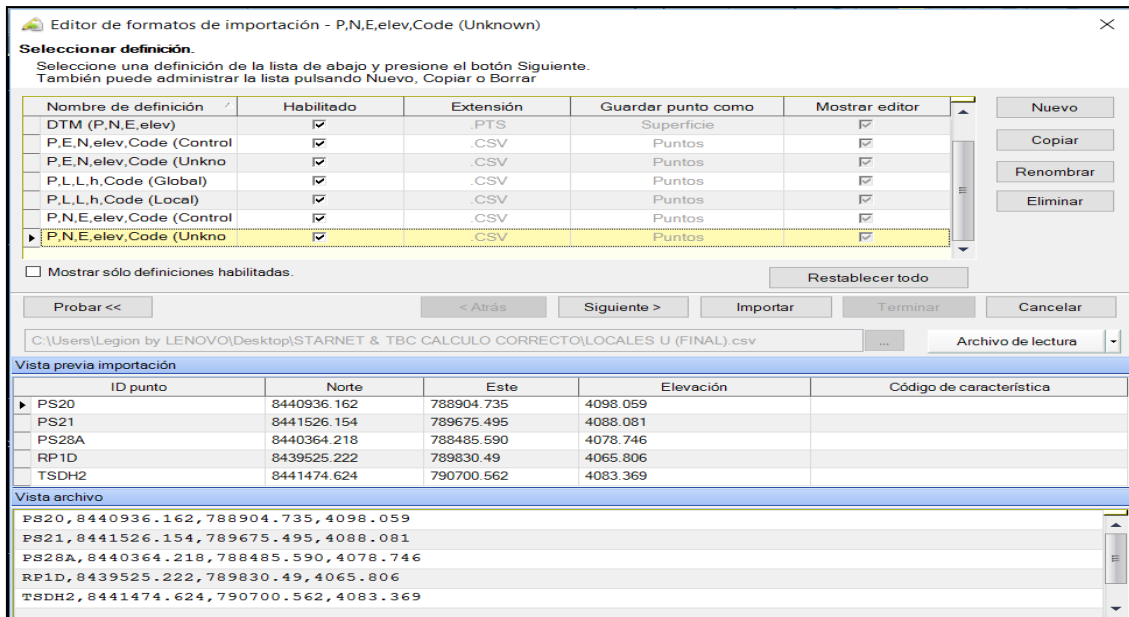 Editor de formatos de importación - P,N,E,elev,Code (Unknown)
Seleccionar definición.
Seleccione una definición de la lista de abajo y presione el botón Siguiente.
También puede administrar la lista pulsando Nuevo, Copiar o Borrar
Nombre de definición Habilitado Extensión Guardar punto como Mostrar editor Nuevo
DTM (P,N,E,elev) .PTS Superficie
P,E,N,elev,Code (Control .CSV Puntos Copiar
P,E,N,elev,Code (Unkno .CSV Puntos
P,L,L,h,Code (Global) .CSV Puntos Renombrar
P,L,L,h,Code (Local) .CSV Puntos Eliminar
P,N,E,elev,Code (Control .CSV Puntos
P,N,E,elev,Code (Unkno .CSV Puntos
Mostrar sólo definiciones habilitadas.
Restablecer todo
Probar << < Atrás Siguiente > Importar Terminar Cancelar
C:\Users\Legion by LENOVO\Desktop\STARNET & TBC CALCULO CORRECTO\LOCALES U (FINAL).csv ... Archivo de lectura
Vista previa importación
ID punto Norte Este Elevación Código de característica
PS20 8440936.162 788904.735 4098.059
PS21 8441526.154 789675.495 4088.081
PS28A 8440364.218 788485.590 4078.746
RP1D 8439525.222 789830.49 4065.806
TSDH2 8441474.624 790700.562 4083.369
Vista archivo
PS20,8440936.162,788904.735,4098.059
PS21,8441526.154,789675.495,4088.081
PS28A,8440364.218,788485.590,4078.746
RP1D,8439525.222,789830.49,4065.806
TSDH2,8441474.624,790700.562,4083.369